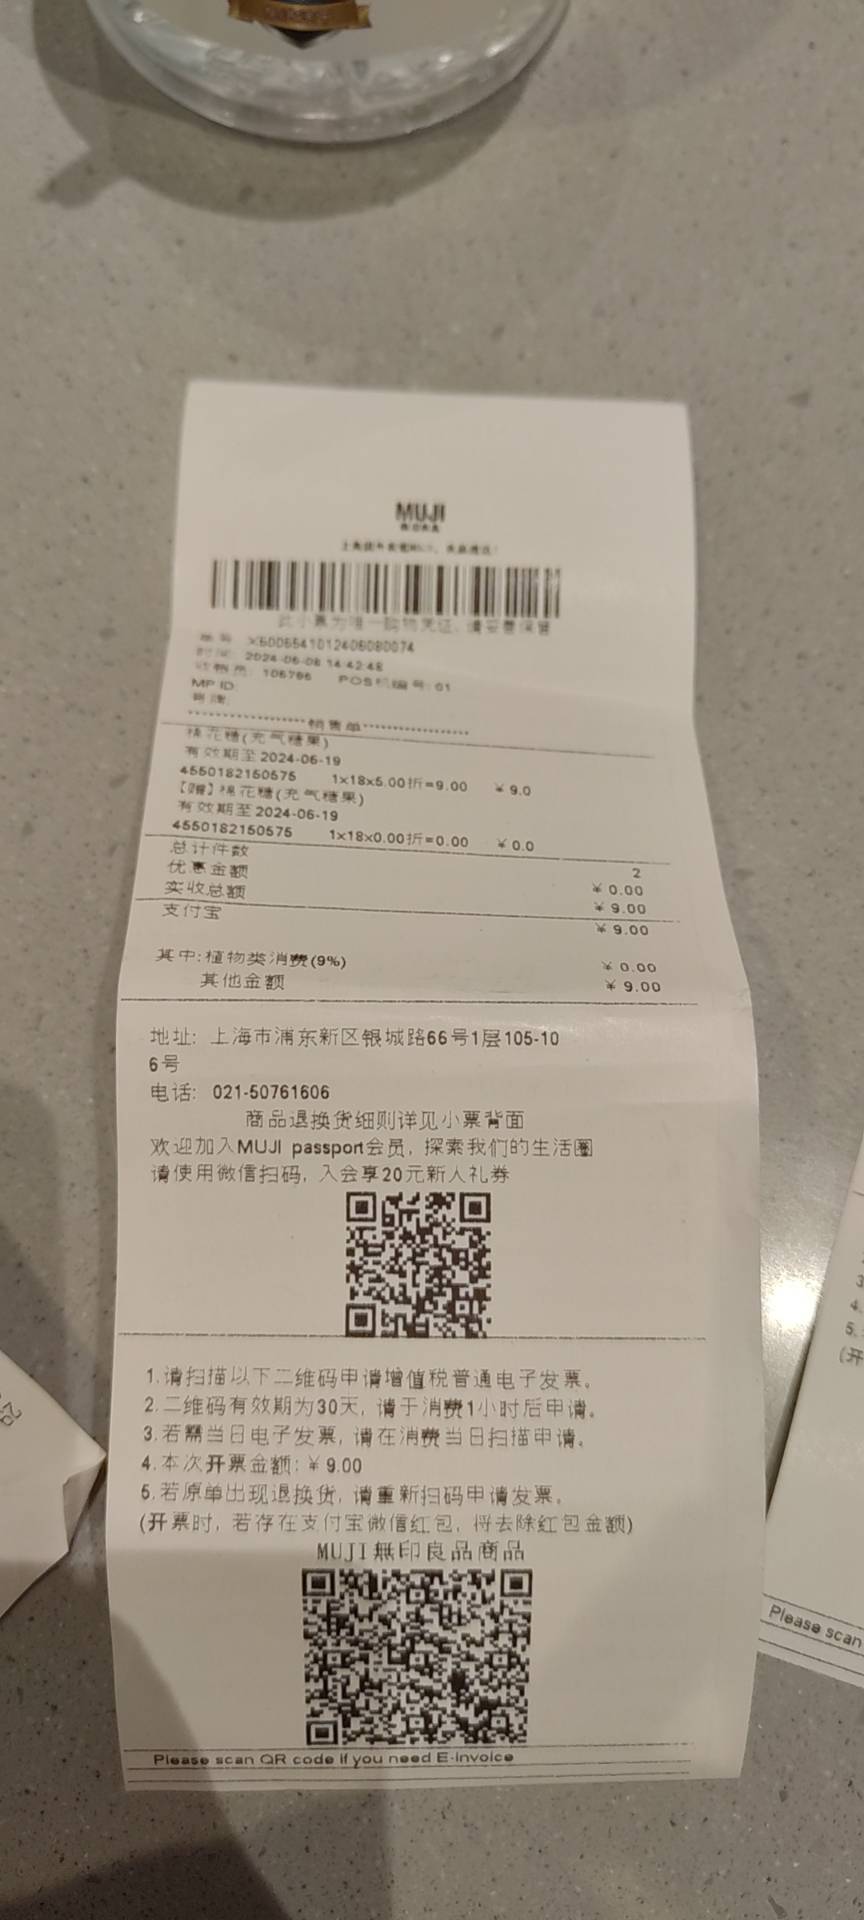 MUJI
此小票为唯一购物凭证，请妥善保管
单号: X6006541012406080074
时间: 2024-06-08 14:42:48
收银员: 106766 POS机编号: 01
MP ID:
销售单
棉花糖(充气糖果)
有效期至2024-06-19
4550182150575 1x18x5.00折=9.00 ￥9.0
【赠】棉花糖(充气糖果)
有效期至2024-06-19
4550182150575 1x18x0.00折=0.00 ￥0.0
总计件数 2
优惠金额 ￥0.00
实收总额 ￥9.00
支付宝 ￥9.00
其中:植物类消费(9%) ￥0.00
其他金额 ￥9.00
地址: 上海市浦东新区银城路66号1层105-10
6号
电话: 021-50761606
商品退换货细则详见小票背面
欢迎加入MUJI passport会员，探索我们的生活圈
请使用微信扫码，入会享20元新人礼券
1.请扫描以下二维码申请增值税普通电子发票。
2.二维码有效期为30天，请于消费1小时后申请。
3.若需当日电子发票，请在消费当日扫描申请。
4.本次开票金额:￥9.00
5.若原单出现退换货，请重新扫码申请发票。
(开票时，若存在支付宝微信红包，将去除红包金额)
MUJI無印良品商品
Please scan QR code if you need E-invoice
3
4.
5.
(开
Please scan